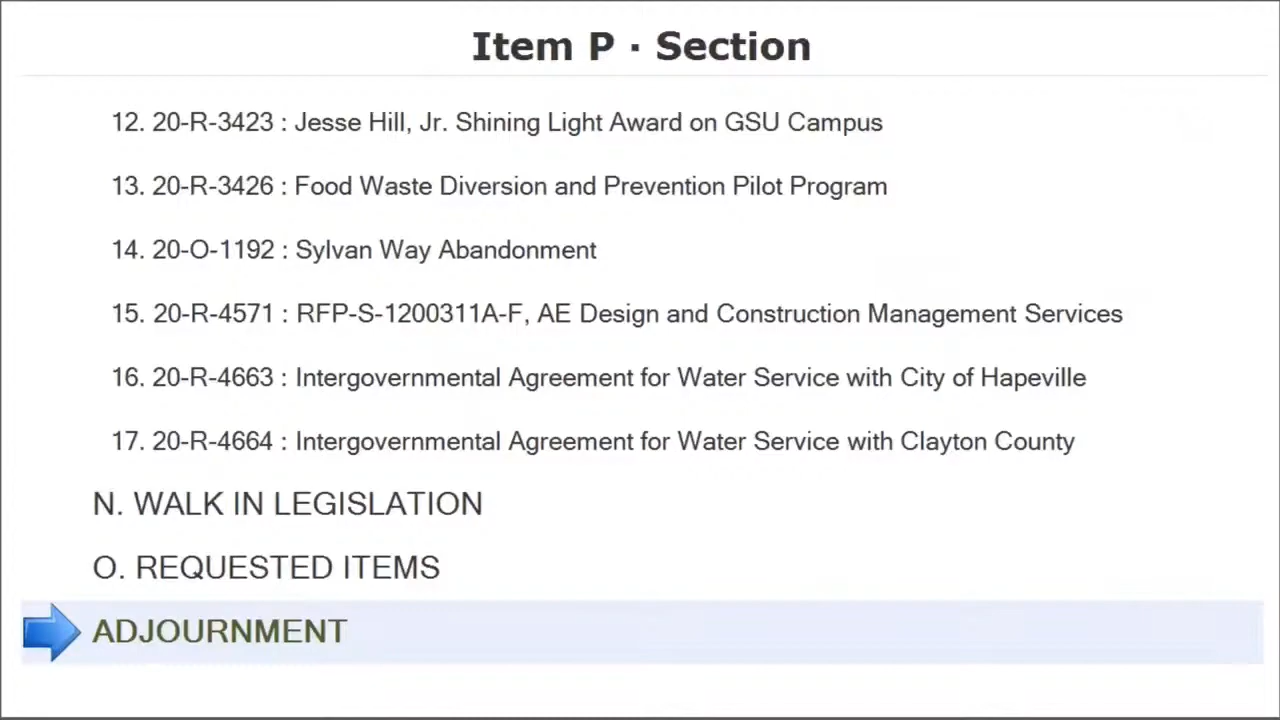 Item P · Section
12. 20-R-3423 : Jesse Hill, Jr. Shining Light Award on GSU Campus
13. 20-R-3426 : Food Waste Diversion and Prevention Pilot Program
14. 20-O-1192 : Sylvan Way Abandonment
15. 20-R-4571 : RFP-S-1200311A-F, AE Design and Construction Management Services
16. 20-R-4663 : Intergovernmental Agreement for Water Service with City of Hapeville
17. 20-R-4664 : Intergovernmental Agreement for Water Service with Clayton County
N. WALK IN LEGISLATION
O. REQUESTED ITEMS
ADJOURNMENT